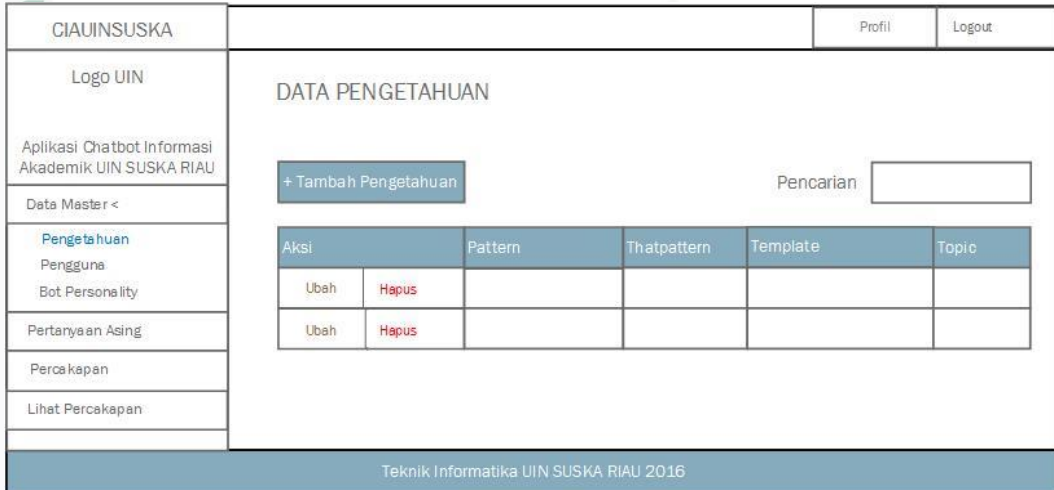 CIAUINSUSKA
Profil
Logout
Logo UIN
Aplikasi Chatbot Informasi
Akademik UIN SUSKA RIAU
Data Master <
Pengetahuan
Pengguna
Bot Personality
Pertanyaan Asing
Percakapan
Lihat Percakapan
DATA PENGETAHUAN
+ Tambah Pengetahuan
Pencarian
Aksi Pattern Thatpattern Template Topic
Ubah Hapus
Ubah Hapus
Teknik Informatika UIN SUSKA RIAU 2016